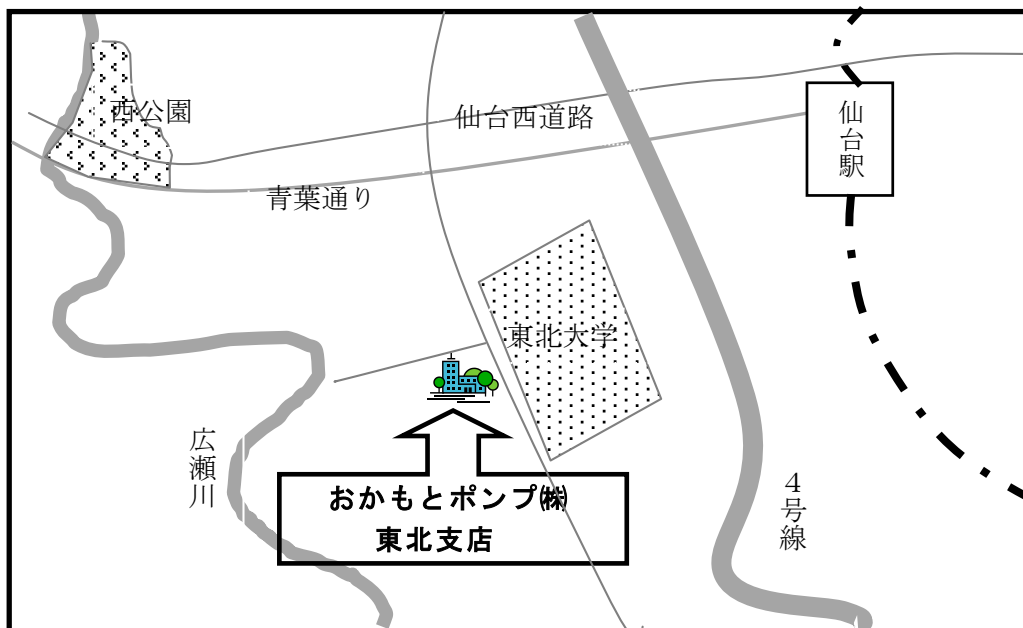 西公園
仙台西道路
仙台駅
青葉通り
東北大学
広瀬川
4号線
おかもとポンプ㈱
東北支店